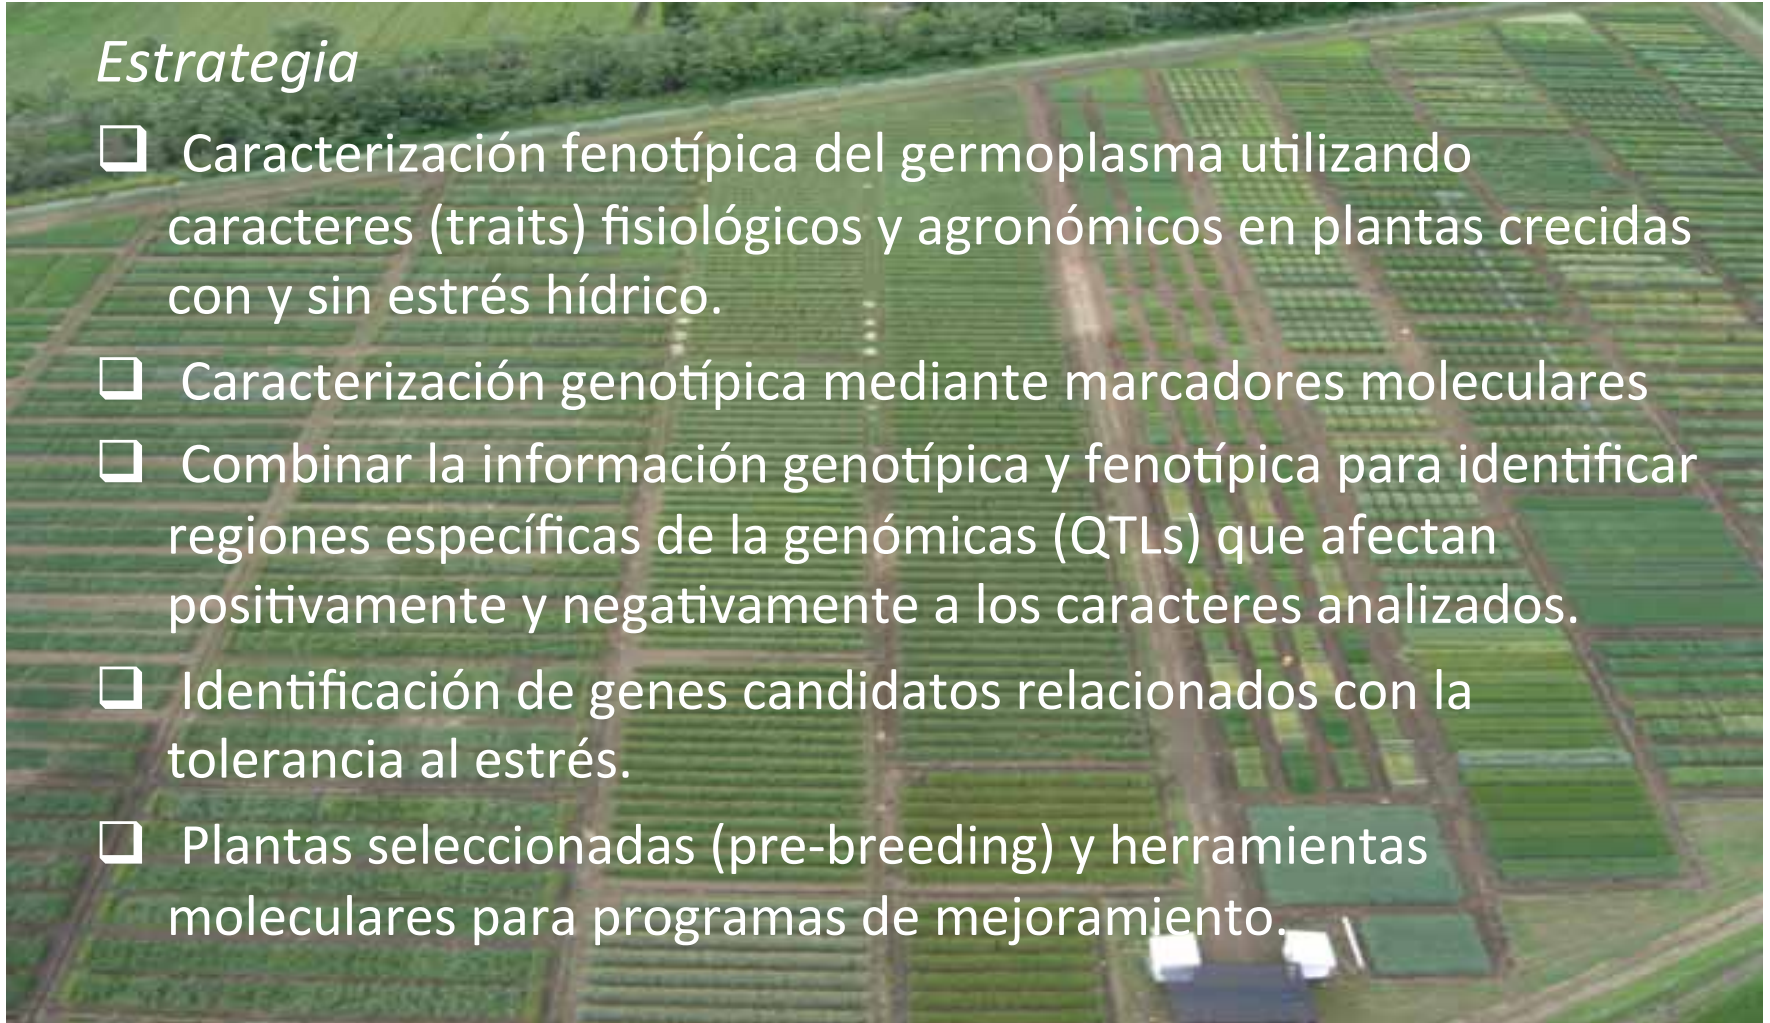 Estrategia
❑ Caracterización fenotípica del germoplasma utilizando
caracteres (traits) fisiológicos y agronómicos en plantas crecidas
con y sin estrés hídrico.
❑ Caracterización genotípica mediante marcadores moleculares
❑ Combinar la información genotípica y fenotípica para identificar
regiones específicas de la genómicas (QTLs) que afectan
positivamente y negativamente a los caracteres analizados.
❑ Identificación de genes candidatos relacionados con la
tolerancia al estrés.
❑ Plantas seleccionadas (pre-breeding) y herramientas
moleculares para programas de mejoramiento.